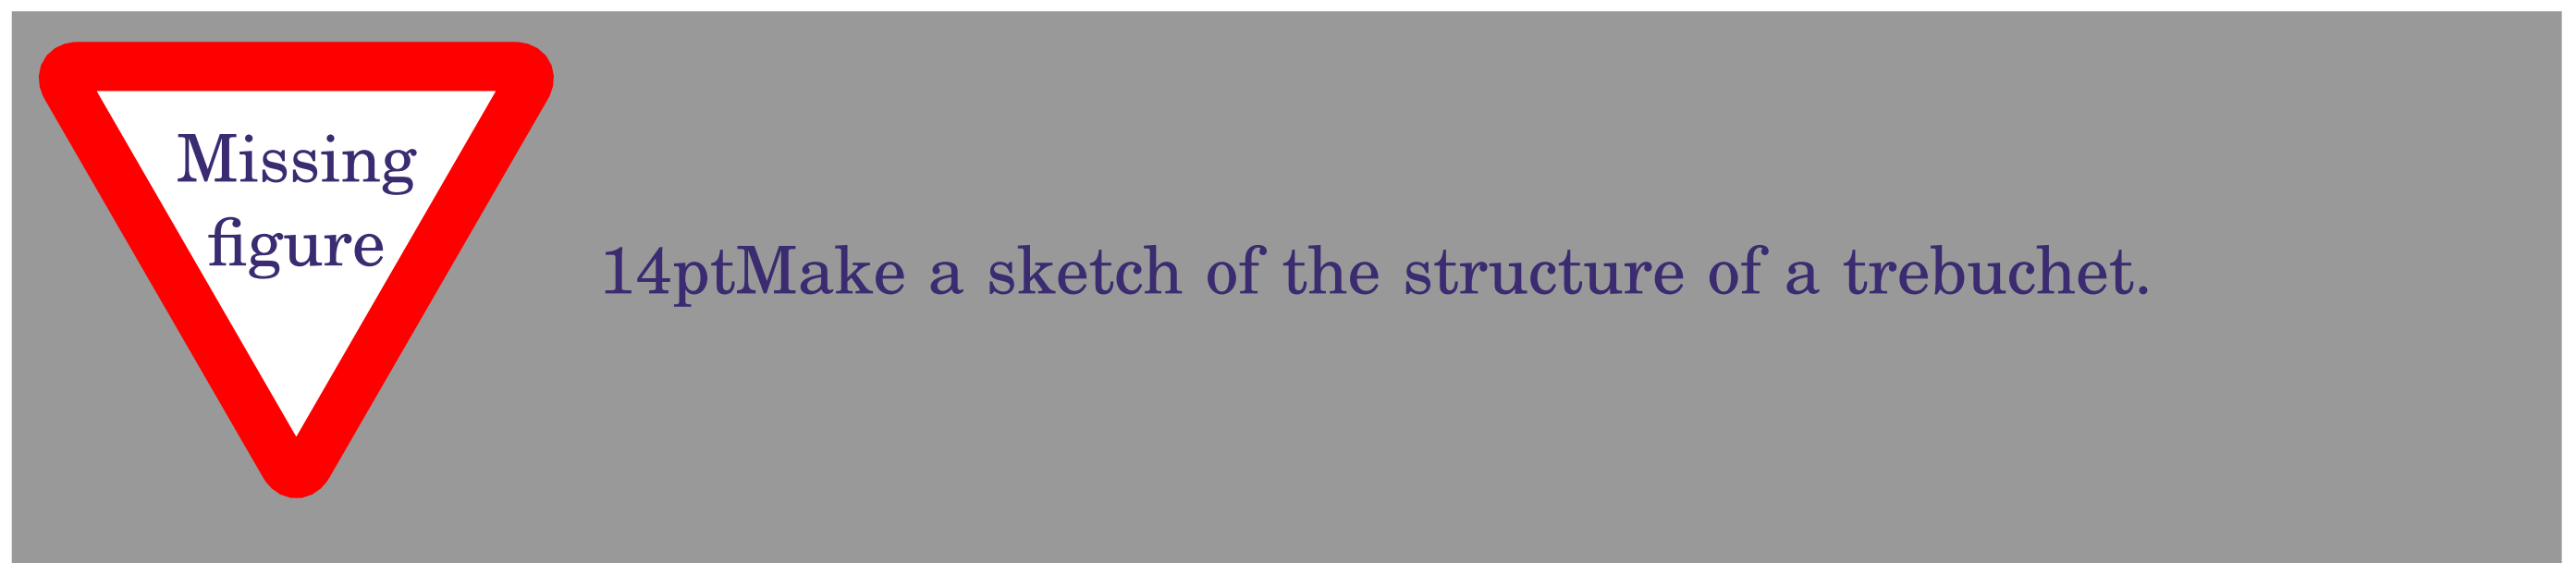 Missing
figure
14ptMake a sketch of the structure of a trebuchet.